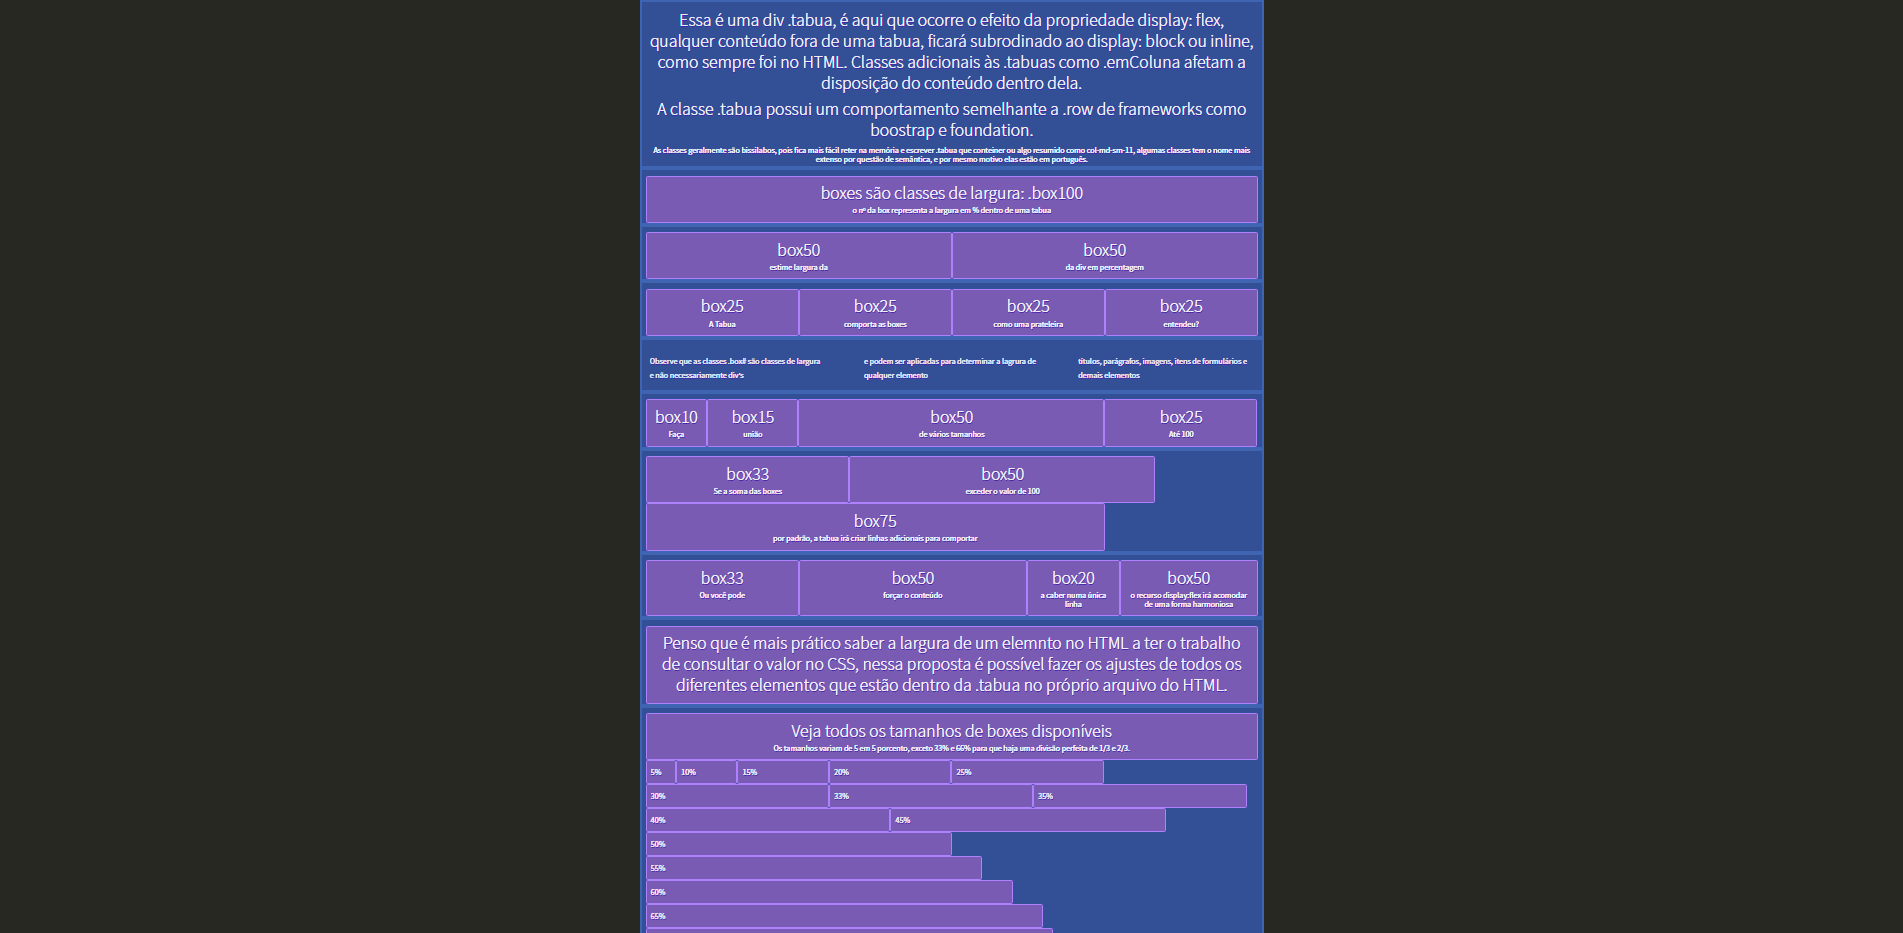 Essa é uma div .tabua, é aqui que ocorre o efeito da propriedade display: flex,
qualquer conteúdo fora de uma tabua, ficará subrodinado ao display: block ou inline,
como sempre foi no HTML. Classes adicionais às .tabuas como .emColuna afetam a
disposição do conteúdo dentro dela.
A classe .tabua possui um comportamento semelhante a .row de frameworks como
boostrap e foundation.
As classes geralmente são bissílabos, pois fica mais fácil reter na memória e escrever .tabua que conteiner ou algo resumido como col-md-sm-11, algumas classes tem o nome mais
extenso por questão de semântica, e por mesmo motivo elas estão em português.
boxes são classes de largura: .box100
o nº da box representa a largura em % dentro de uma tabua
box50 box50
estime largura da da div em percentagem
box25 box25 box25 box25
A Tabua comporta as boxes como uma prateleira entendeu?
Observe que as classes .box# são classes de largura e podem ser aplicadas para determinar a lagrura de títulos, parágrafos, imagens, itens de formulários e
e não necessariamente div's qualquer elemento demais elementos
box10 box15 box50 box25
Faça união de vários tamanhos Até 100
box33 box50
Se a soma das boxes exceder o valor de 100
box75
por padrão, a tabua irá criar linhas adicionais para comportar
box33 box50 box20 box50
Ou você pode forçar o conteúdo a caber numa única o recurso display:flex irá acomodar
linha de uma forma harmoniosa
Penso que é mais prático saber a largura de um elemnto no HTML a ter o trabalho
de consultar o valor no CSS, nessa proposta é possível fazer os ajustes de todos os
diferentes elementos que estão dentro da .tabua no próprio arquivo do HTML.
Veja todos os tamanhos de boxes disponíveis
Os tamanhos variam de 5 em 5 porcento, exceto 33% e 66% para que haja uma divisão perfeita de 1/3 e 2/3.
5% 10% 15% 20% 25%
30% 33% 35%
40% 45%
50%
55%
60%
65%